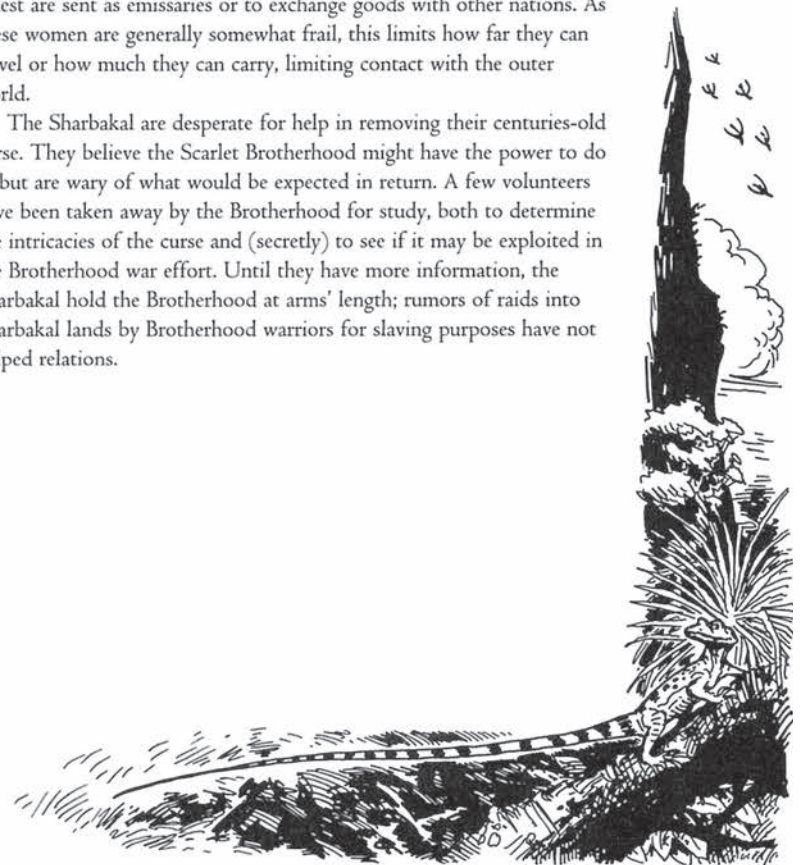 est are sent as emissaries or to exchange goods with other nations. As
ese women are generally somewhat frail, this limits how far they can
vel or how much they can carry, limiting contact with the outer
rld.
The Sharbakal are desperate for help in removing their centuries-old
rse. They believe the Scarlet Brotherhood might have the power to do
but are wary of what would be expected in return. A few volunteers
ve been taken away by the Brotherhood for study, both to determine
e intricacies of the curse and (secretly) to see if it may be exploited in
e Brotherhood war effort. Until they have more information, the
arbakal hold the Brotherhood at arms' length; rumors of raids into
arbakal lands by Brotherhood warriors for slaving purposes have not
ped relations.